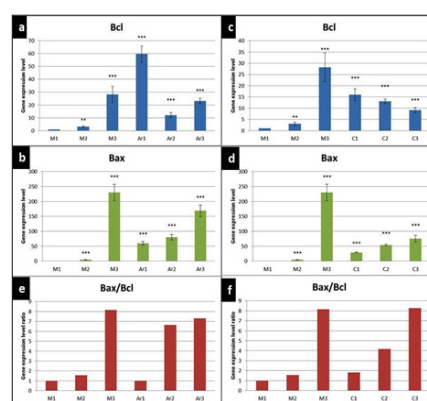 a
Bcl
Gene expression level
70
60
50
40
30
20
10
0
***
**
***
***
***
M1 M2 M3 Ar1 Ar2 Ar3
c
Bcl
Gene expression level
40
35
30
25
20
15
10
5
0
**
***
***
***
***
M1 M2 M3 C1 C2 C3
b
Bax
Gene expression level
300
250
200
150
100
50
0
***
***
***
***
***
M1 M2 M3 Ar1 Ar2 Ar3
d
Bax
Gene expression level
300
250
200
150
100
50
0
***
***
***
***
***
M1 M2 M3 C1 C2 C3
e
Bax/Bcl
Gene expression level ratio
9
8
7
6
5
4
3
2
1
0
M1 M2 M3 Ar1 Ar2 Ar3
f
Bax/Bcl
Gene expression level ratio
9
8
7
6
5
4
3
2
1
0
M1 M2 M3 C1 C2 C3